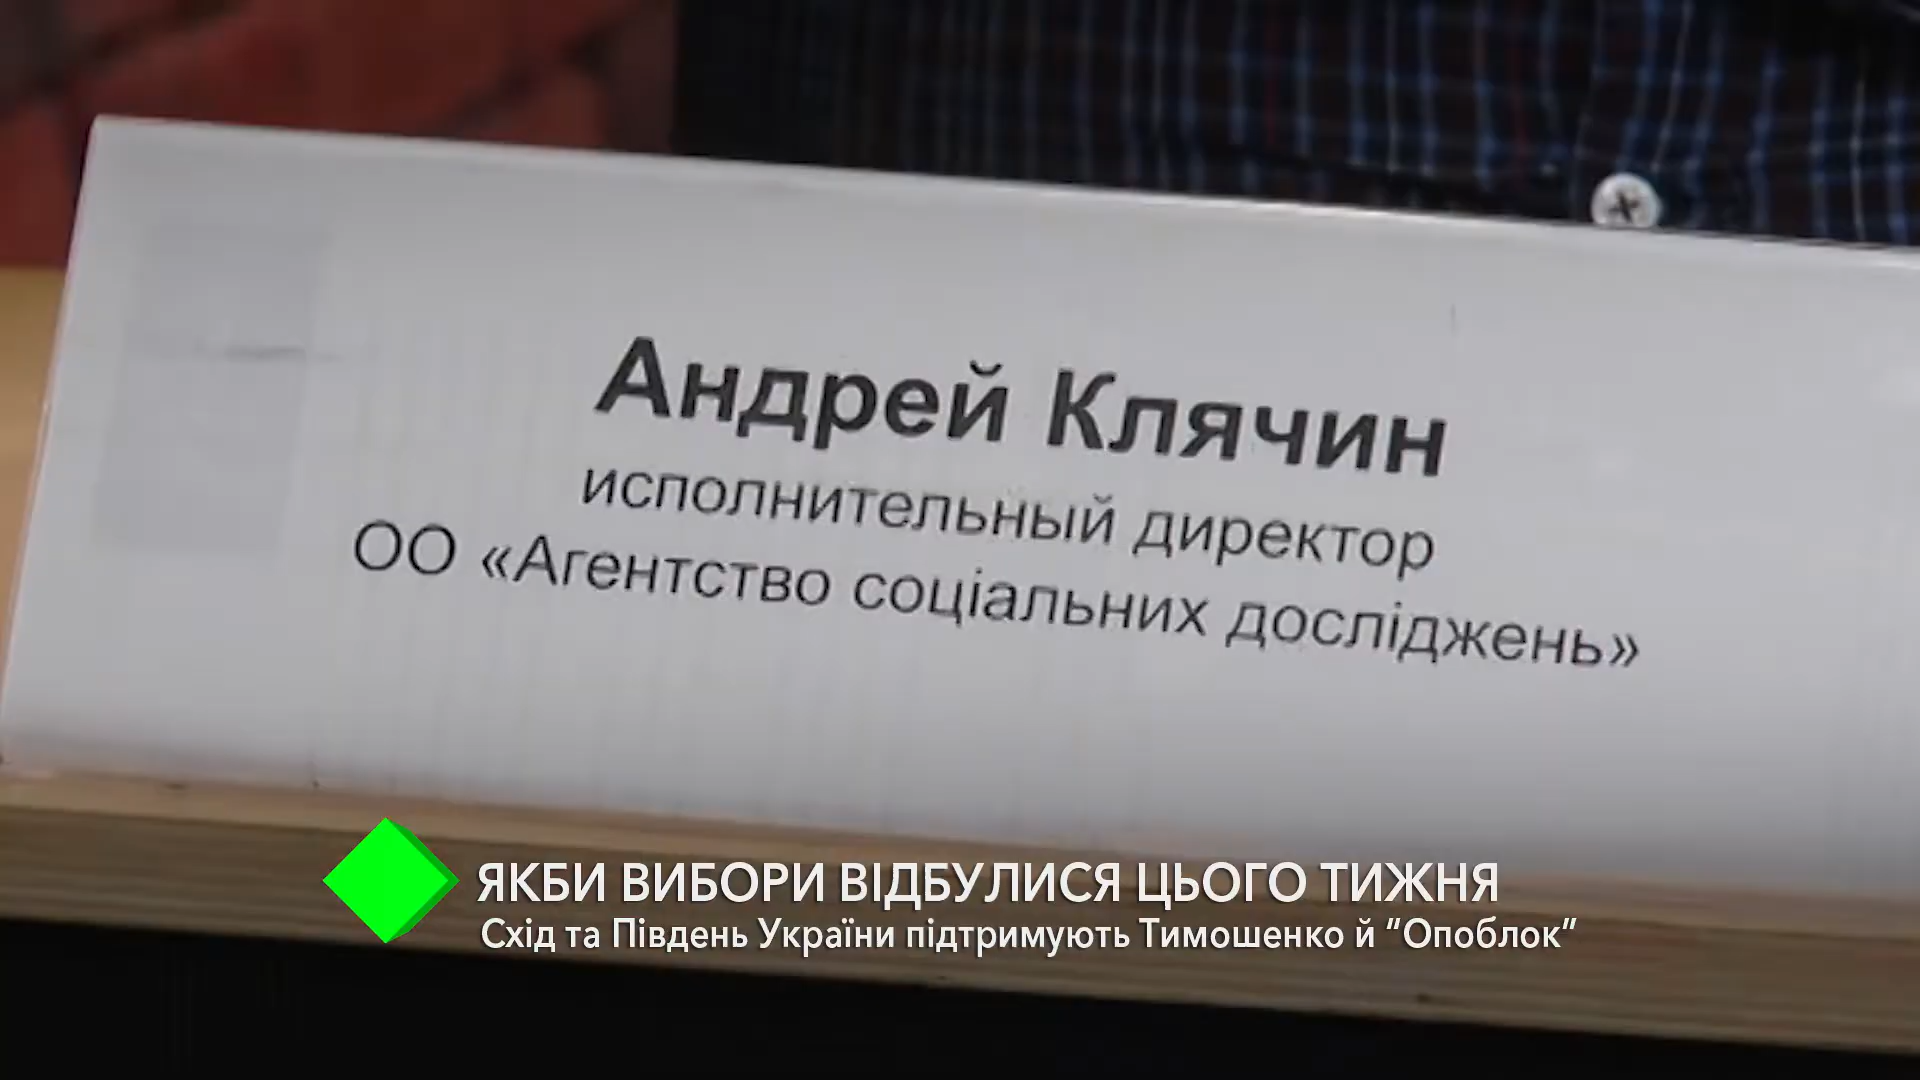 Андрей Клячин
исполнительный директор
ОО «Агентство соціальних досліджень»
ЯКБИ ВИБОРИ ВІДБУЛИСЯ ЦЬОГО ТИЖНЯ
Схід та Південь України підтримують Тимошенко й "Опоблок"